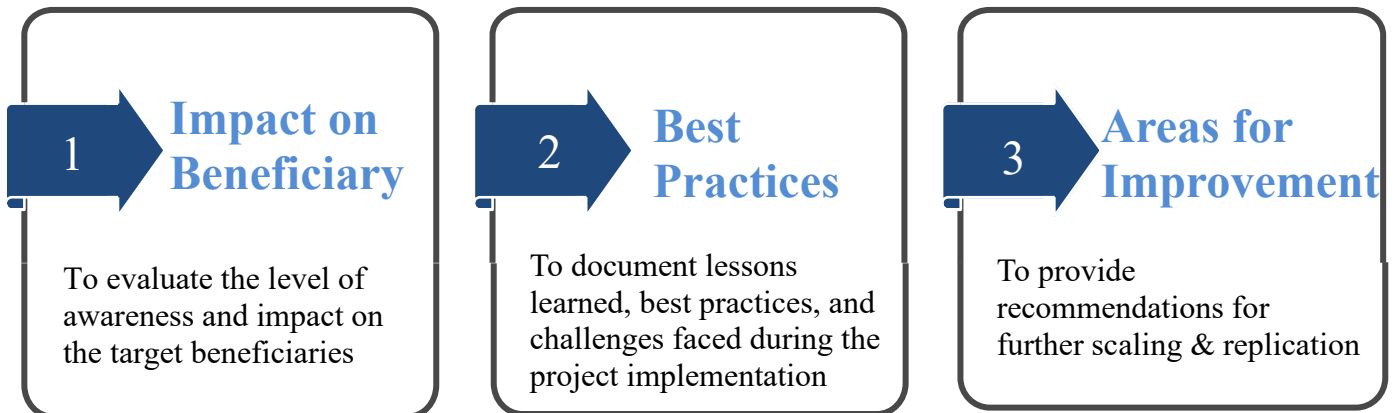 1
Impact on
Beneficiary
To evaluate the level of
awareness and impact on
the target beneficiaries
2
Best
Practices
To document lessons
learned, best practices, and
challenges faced during the
project implementation
3
Areas for
Improvement
To provide
recommendations for
further scaling & replication